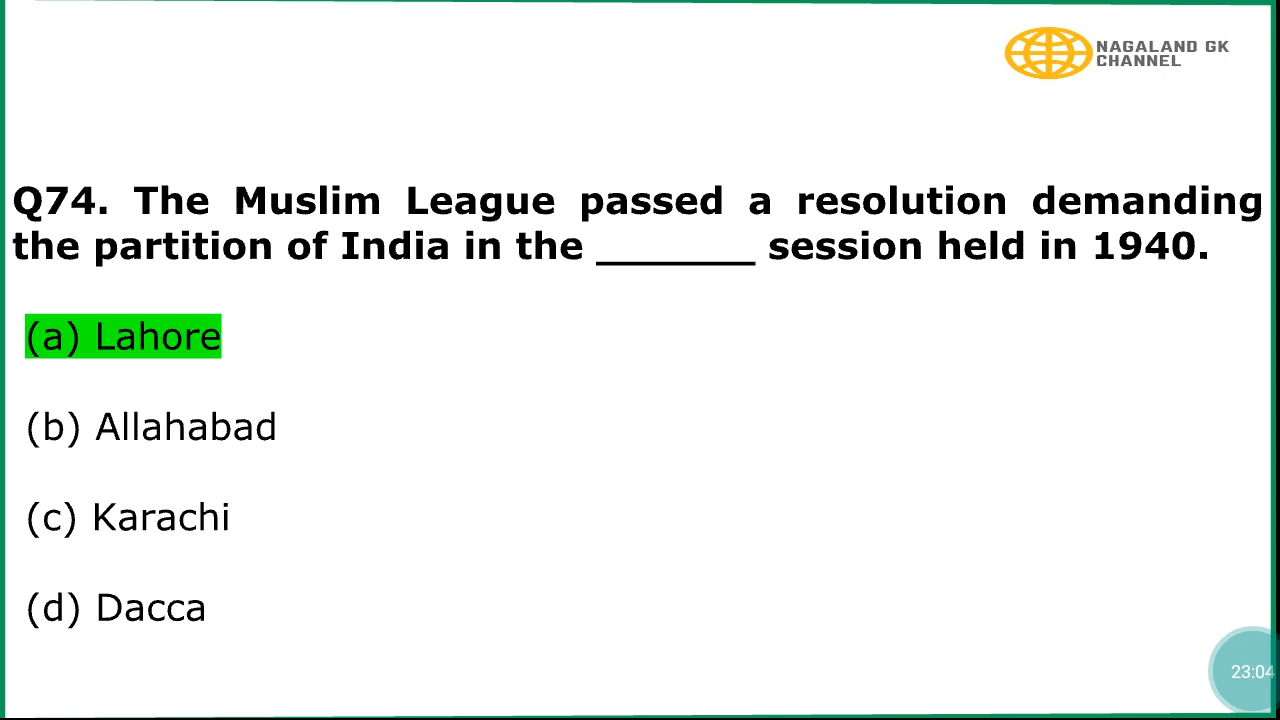 NAGALAND GK
CHANNEL
Q74. The Muslim League passed a resolution demanding
the partition of India in the _______ session held in 1940.
(a) Lahore
(b) Allahabad
(c) Karachi
(d) Dacca
23:04